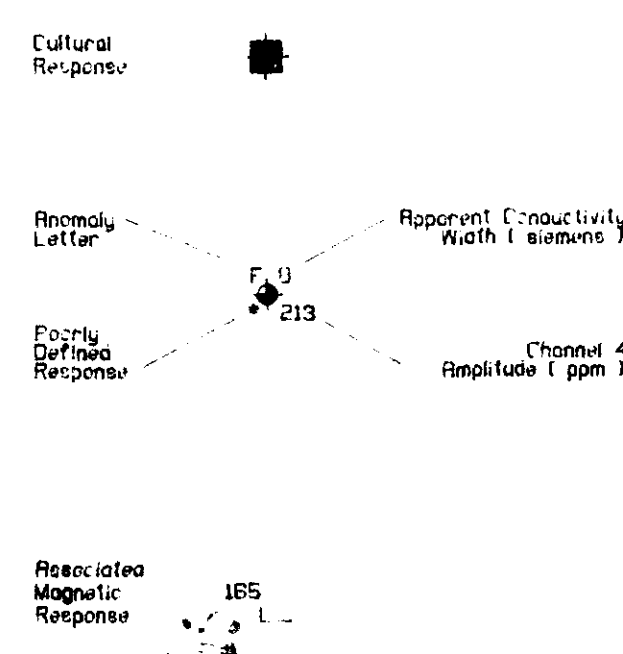 Cultural
Response
Anomaly
Letter
Apparent Conductivity
Width ( siemens )
F
213
Poorly
Defined
Response
Channel 4
Amplitude ( ppm )
Associated
Magnetic
Response
165